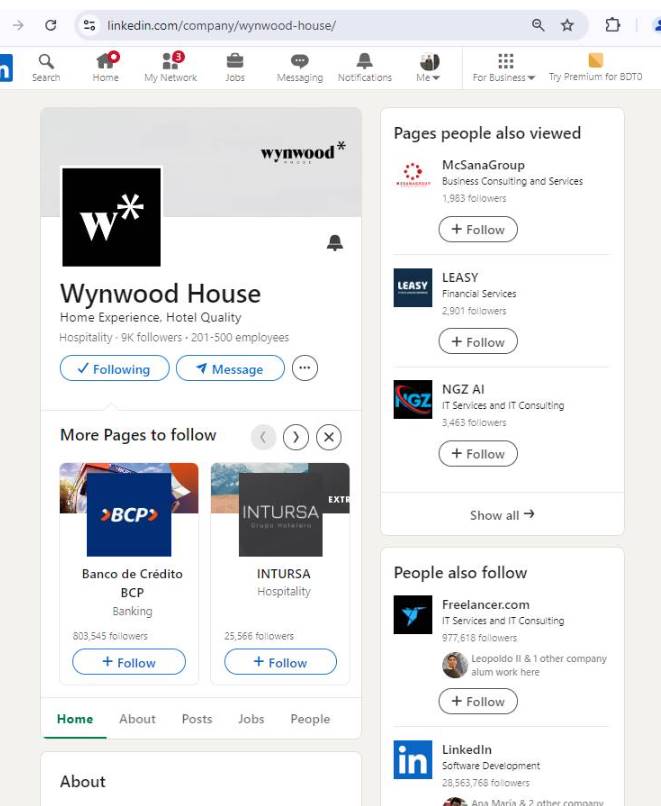 linkedin.com/company/wynwood-house/
in
Search
Home
3
My Network
Jobs
Messaging
Notifications
Me
For Business
Try Premium for BDT0
wynwood*
HOUSE
w*
Wynwood House
Home Experience, Hotel Quality
Hospitality · 9K followers · 201-500 employees
Following
Message
More Pages to follow
BCP
Banco de Crédito
BCP
Banking
803,545 followers
+ Follow
EXTR
INTURSA
Grupo Hotelero
INTURSA
Hospitality
25,566 followers
+ Follow
Home
About
Posts
Jobs
People
About
Pages people also viewed
MCSANAGROUP
McSanaGroup
Business Consulting and Services
1,983 followers
+ Follow
LEASY
LEASY
Financial Services
2,901 followers
+ Follow
NGZ
NGZ AI
IT Services and IT Consulting
3,463 followers
+ Follow
Show all →
People also follow
Freelancer.com
IT Services and IT Consulting
977,618 followers
Leopoldo II & 1 other company
alum work here
+ Follow
in
LinkedIn
Software Development
28,563,768 followers
Ana Maria & 2 other company